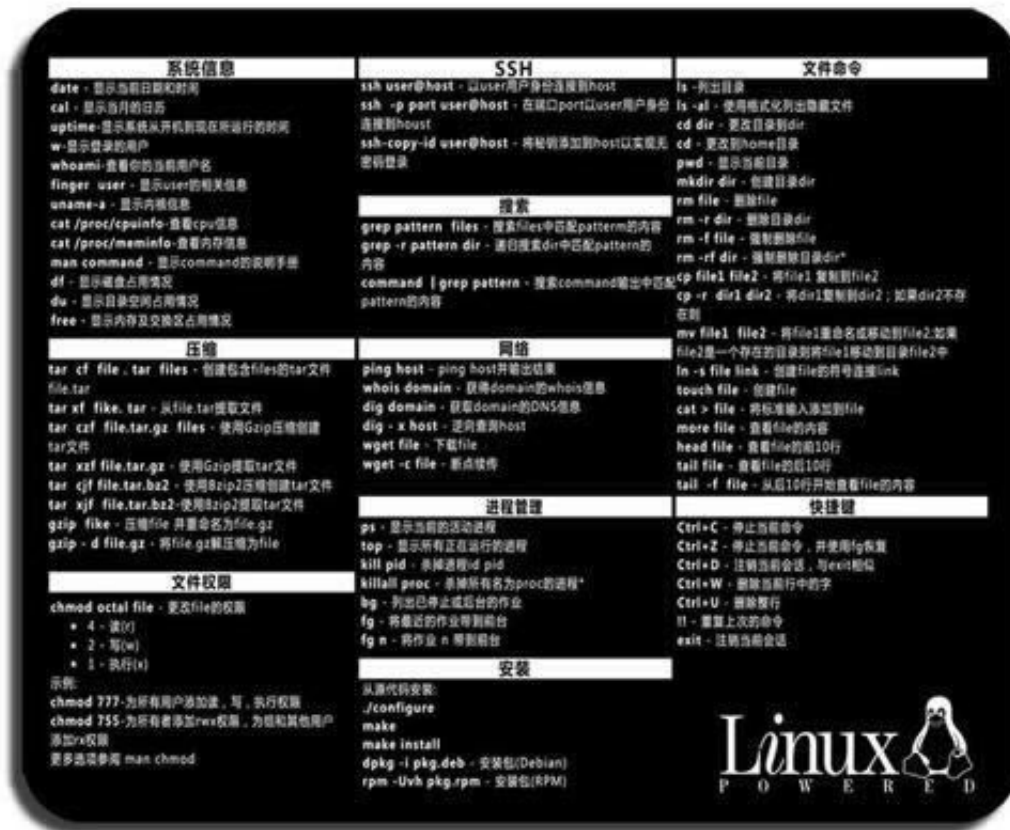 系统信息
date - 显示当前日期和时间
cal - 显示当月的日历
uptime-显示系统从开机到现在所运行的时间
w-显示登录的用户
whoami-查看你的当前用户名
finger user - 显示user的相关信息
uname-a - 显示内核信息
cat /proc/cpuinfo-查看cpu信息
cat /proc/meminfo-查看内存信息
man command - 显示command的说明手册
df - 显示磁盘占用情况
du - 显示目录空间占用情况
free - 显示内存及交换区占用情况
压缩
tar cf file . tar files - 创建包含files的tar文件
file.tar
tar xf fike. tar - 从file.tar提取文件
tar czf file.tar.gz files - 使用Gzip压缩创建
tar文件
tar xzf file.tar.gz - 使用Gzip提取tar文件
tar cjf file.tar.bz2 - 使用Bzip2压缩创建tar文件
tar xjf file.tar.bz2-使用Bzip2提取tar文件
gzip fike - 压缩file 并重命名为file.gz
gzip - d file.gz - 将file.gz解压缩为file
文件权限
chmod octal file - 更改file的权限
• 4 - 读(r)
• 2 - 写(w)
• 1 - 执行(x)
示例:
chmod 777-为所有用户添加读，写，执行权限
chmod 755-为所有者添加rwx权限，为组和其他用户
添加rx权限
更多选项参阅 man chmod
SSH
ssh user@host - 以user用户身份连接到host
ssh -p port user@host - 在端口port以user用户身份
连接到houst
ssh-copy-id user@host - 将秘钥添加到host以实现无
密码登录
搜索
grep pattern files - 搜索files中匹配patterm的内容
grep -r pattern dir - 递归搜索dir中匹配pattern的
内容
command | grep pattern - 搜索command输出中匹配
pattern的内容
网络
ping host - ping host并输出结果
whois domain - 获得domain的whois信息
dig domain - 获取domain的DNS信息
dig - x host - 逆向查询host
wget file - 下载file
wget -c file - 断点续传
进程管理
ps - 显示当前的活动进程
top - 显示所有正在运行的进程
kill pid - 杀掉进程id pid
killall proc - 杀掉所有名为proc的进程*
bg - 列出已停止或后台的作业
fg - 将最近的作业带到前台
fg n - 将作业 n 带到前台
安装
从源代码安装:
./configure
make
make install
dpkg -i pkg.deb - 安装包(Debian)
rpm -Uvh pkg.rpm - 安装包(RPM)
文件命令
ls -列出目录
ls -al - 使用格式化列出隐藏文件
cd dir - 更改目录到dir
cd - 更改到home目录
pwd - 显示当前目录
mkdir dir - 创建目录dir
rm file - 删除file
rm -r dir - 删除目录dir
rm -f file - 强制删除file
rm -rf dir - 强制删除目录dir*
cp file1 file2 - 将file1 复制到file2
cp -r dir1 dir2 - 将dir1复制到dir2；如果dir2不存
在则
mv file1 file2 - 将file1重命名或移动到file2;如果
file2是一个存在的目录则将file1移动到目录file2中
ln -s file link - 创建file的符号连接link
touch file - 创建file
cat > file - 将标准输入添加到file
more file - 查看file的内容
head file - 查看file的前10行
tail file - 查看file的后10行
tail -f file - 从后10行开始查看file的内容
快捷键
Ctrl+C - 停止当前命令
Ctrl+Z - 停止当前命令，并使用fg恢复
Ctrl+D - 注销当前会话，与exit相似
Ctrl+W - 删除当前行中的字
Ctrl+U - 删除整行
!! - 重复上次的命令
exit - 注销当前会话
Linux
POWERED